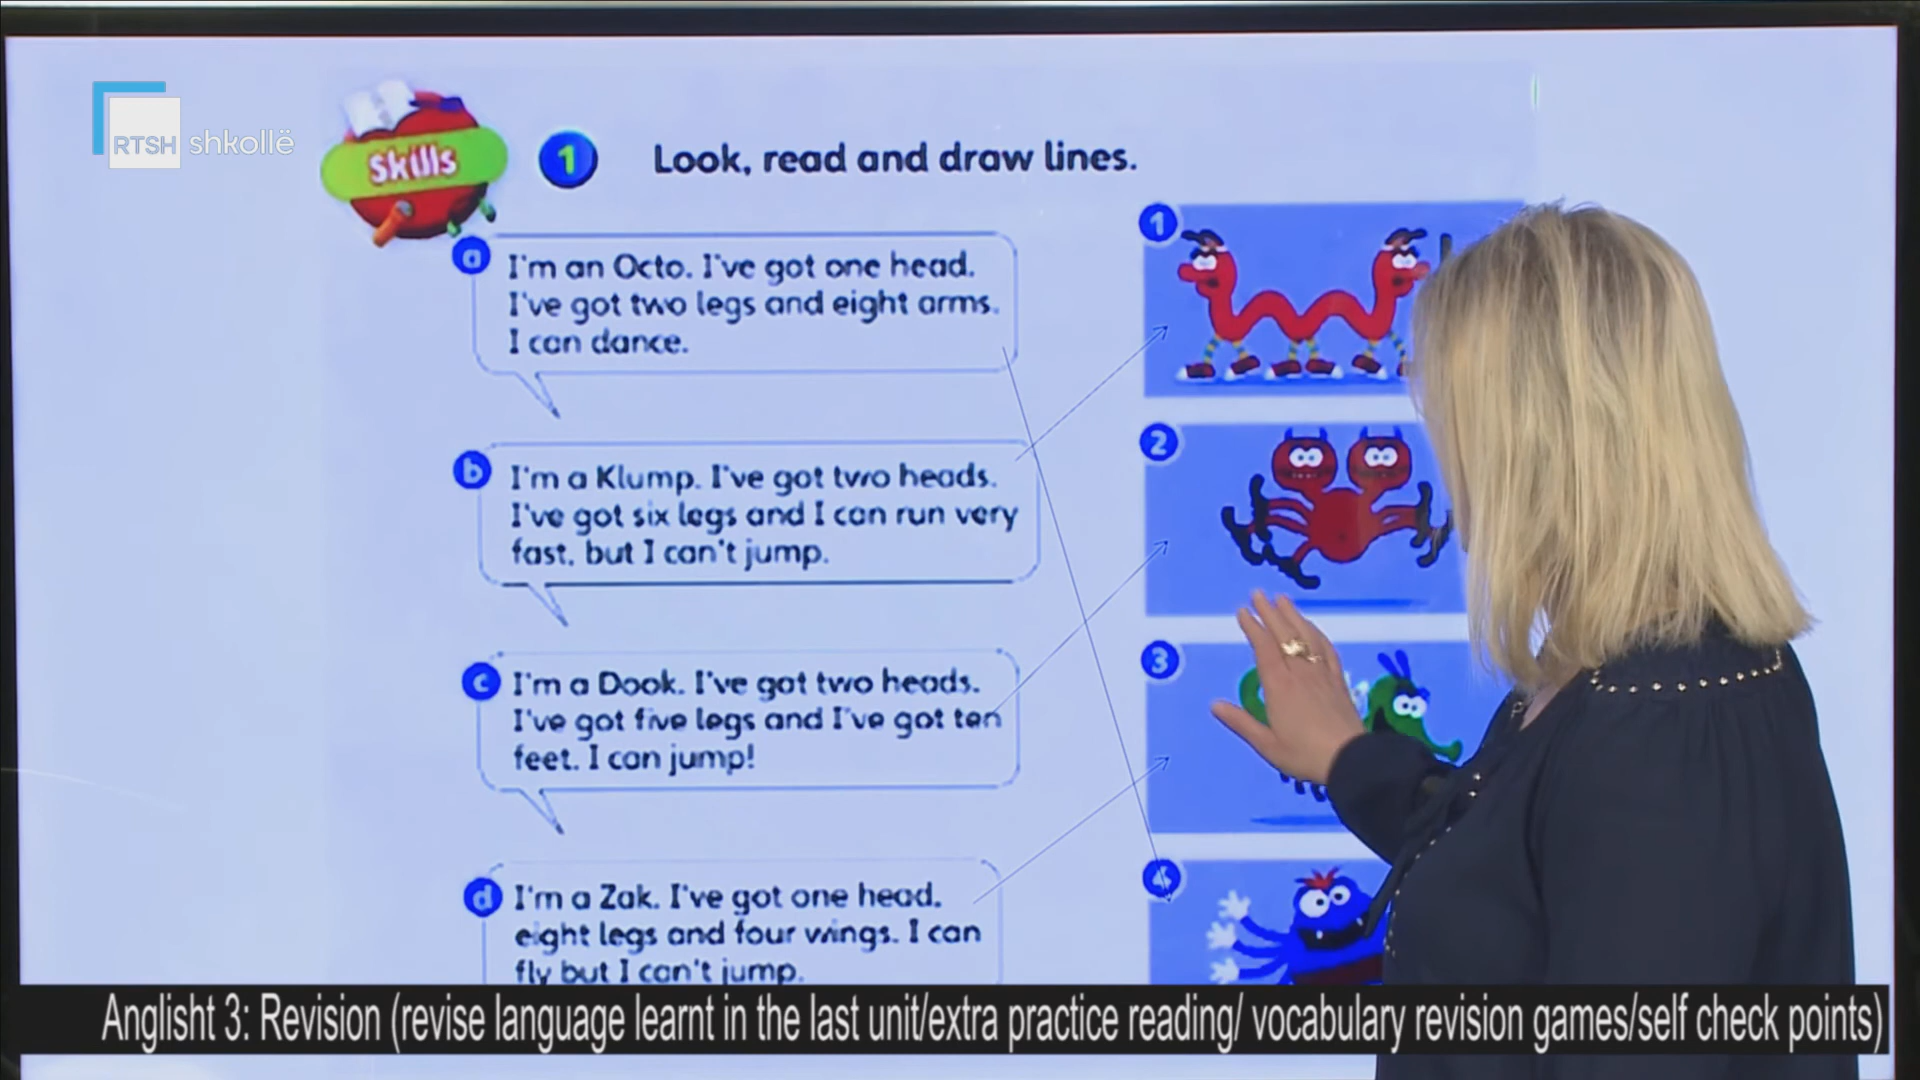 RTSH shkollë
Skills
1 Look, read and draw lines.
a I'm an Octo. I've got one head.
I've got two legs and eight arms.
I can dance.
b I'm a Klump. I've got two heads.
I've got six legs and I can run very
fast, but I can't jump.
c I'm a Dook. I've got two heads.
I've got five legs and I've got ten
feet. I can jump!
d I'm a Zak. I've got one head,
eight legs and four wings. I can
fly but I can't jump.
1
2
3
4
Anglisht 3: Revision (revise language learnt in the last unit/extra practice reading/ vocabulary revision games/self check points)